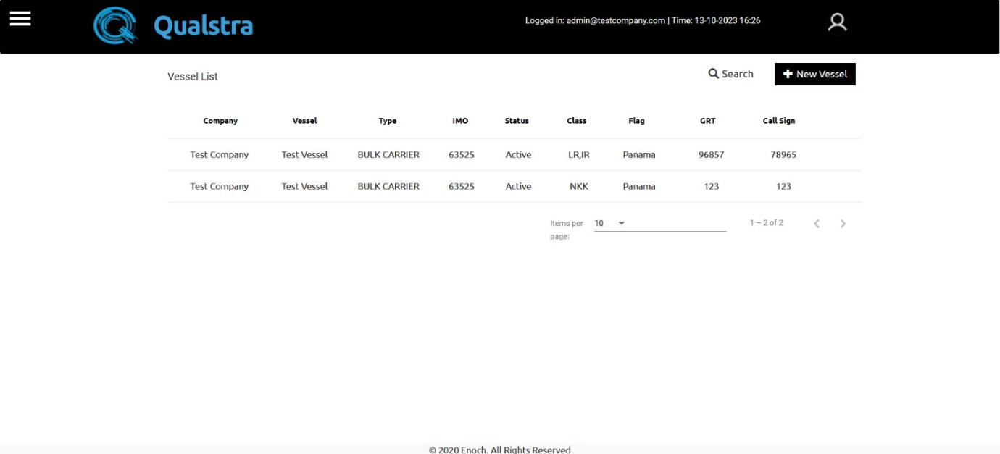 Qualstra
Logged in: admin@testcompany.com | Time: 13-10-2023 16:26
Vessel List
Search
New Vessel
Company Vessel Type IMO Status Class Flag GRT Call Sign
Test Company Test Vessel BULK CARRIER 63525 Active LR,IR Panama 96857 78965
Test Company Test Vessel BULK CARRIER 63525 Active NKK Panama 123 123
Items per page: 10 1 – 2 of 2
© 2020 Enoch. All Rights Reserved